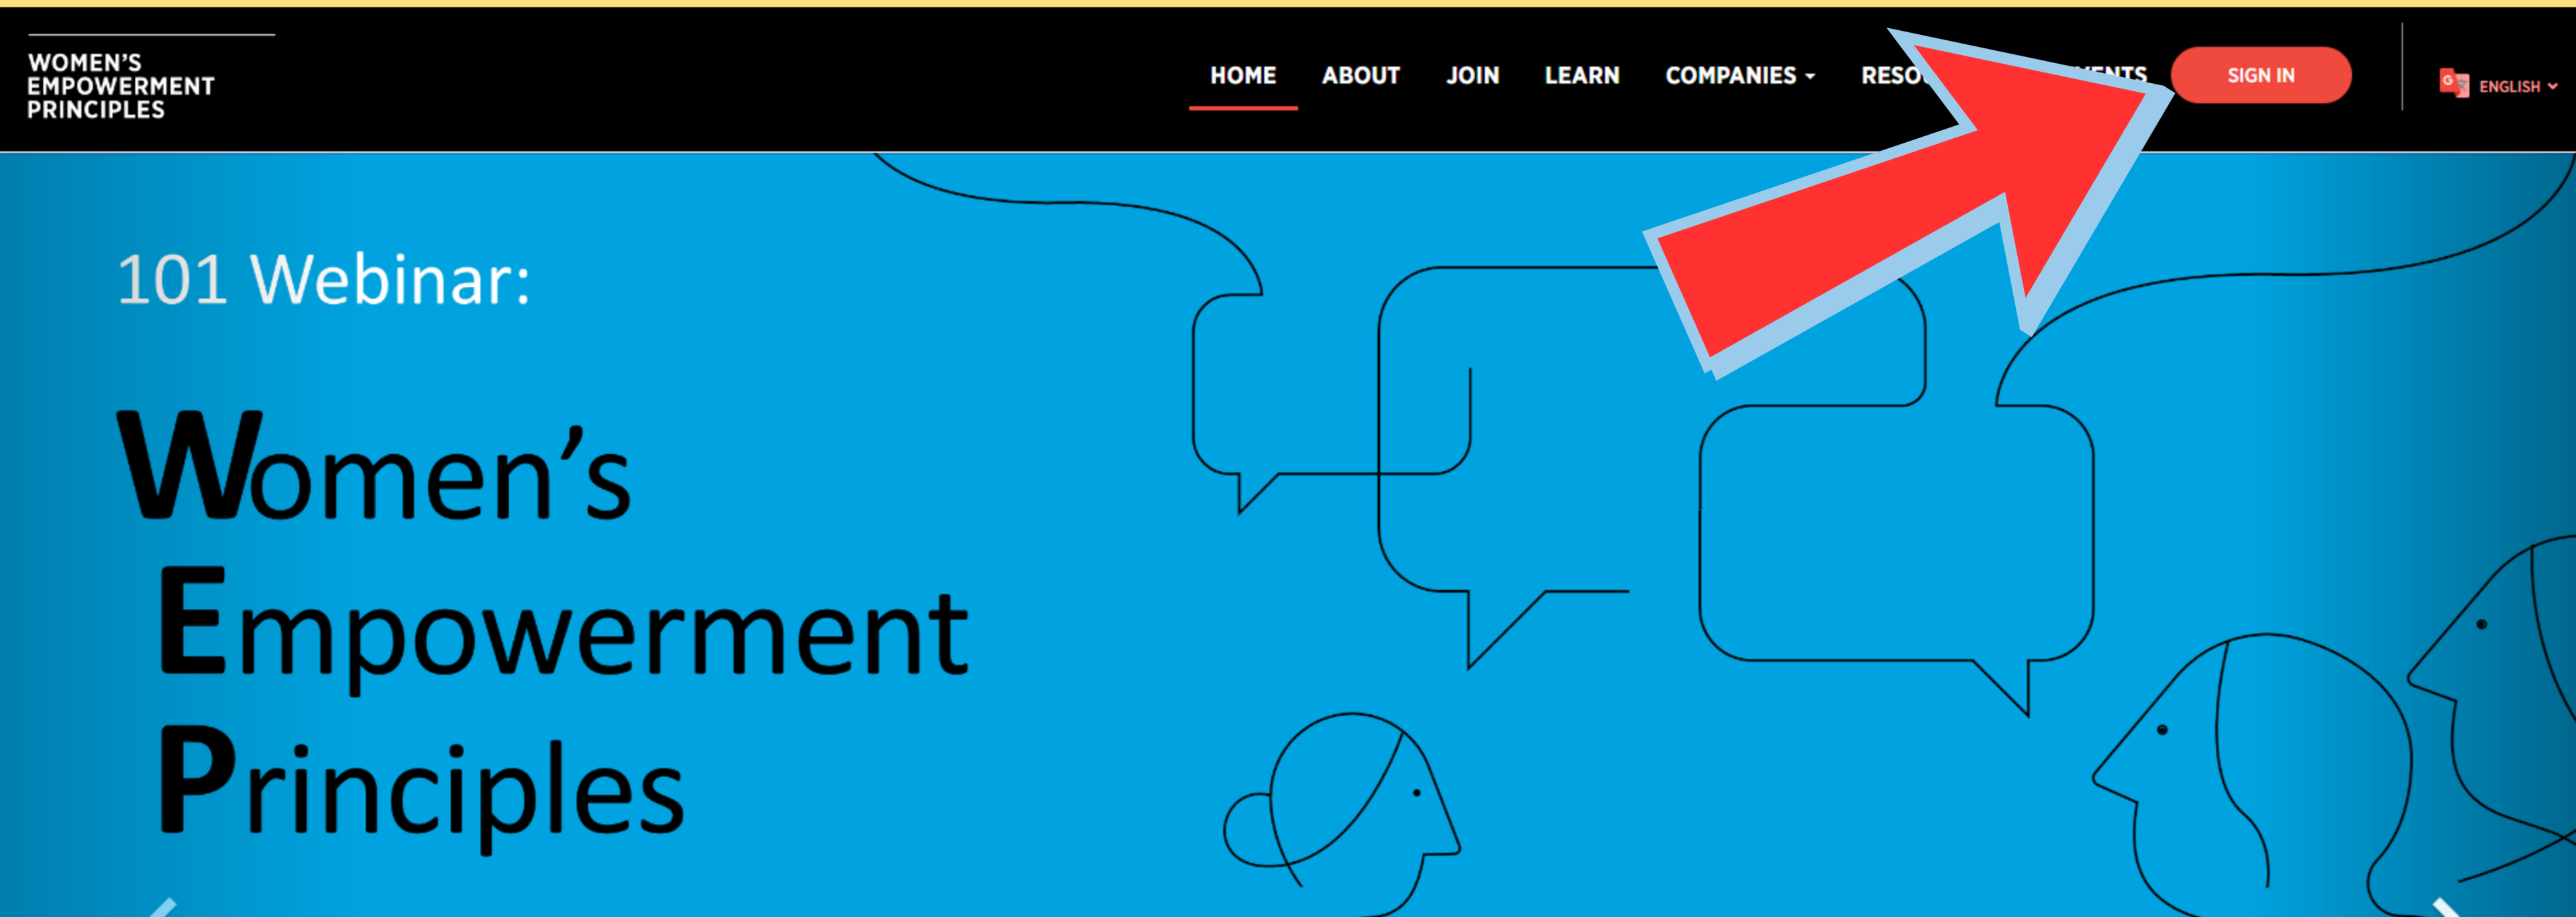 WOMEN'S
EMPOWERMENT
PRINCIPLES
HOME ABOUT JOIN LEARN COMPANIES SIGN IN ENGLISH
101 Webinar:
Women's
Empowerment
Principles